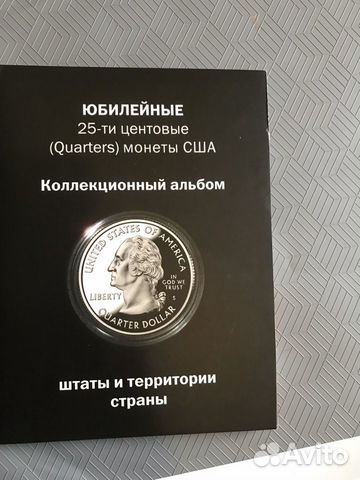 ЮБИЛЕЙНЫЕ
25-ти центовые
(Quarters) монеты США
Коллекционный альбом
UNITED STATES OF AMERICA
IN
GOD WE
TRUST
LIBERTY
S
QUARTER DOLLAR
штаты и территории
страны
Avito